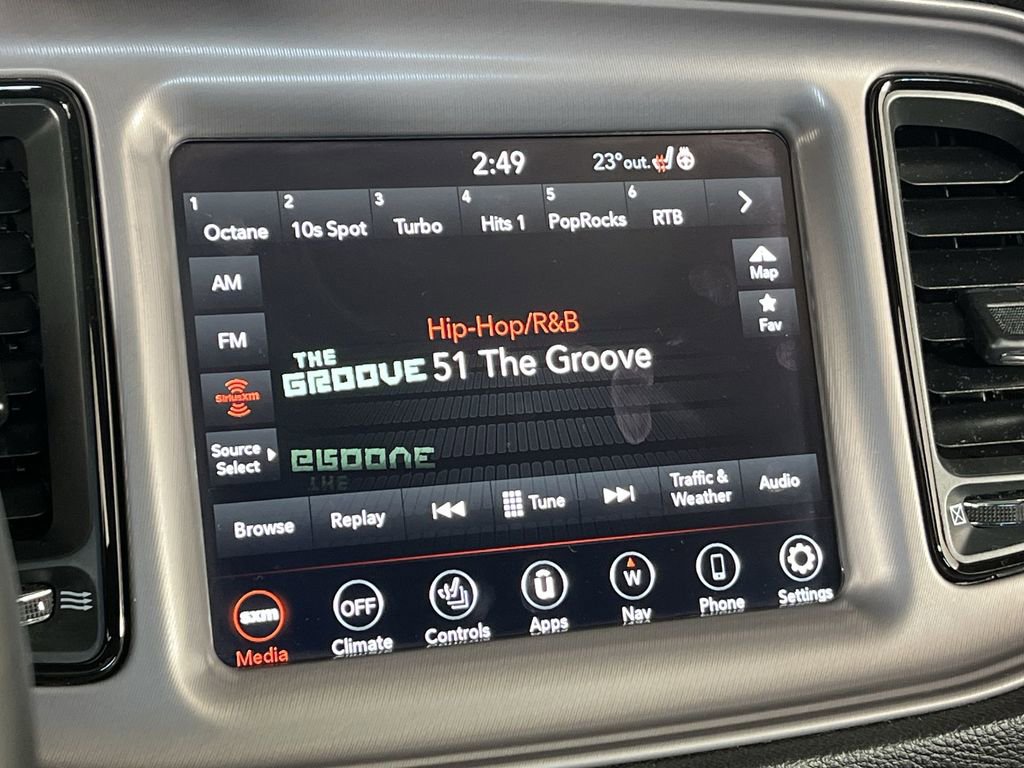 2:49
23°out.
1
Octane
2
10s Spot
3
Turbo
4
Hits 1
5
PopRocks
6
RTB
AM
FM
SiriusXM
Source
Select
Map
Fav
Hip-Hop/R&B
THE
GROOVE
51 The Groove
Browse
Replay
Tune
Traffic &
Weather
Audio
sxm
Media
OFF
Climate
Controls
U
Apps
W
Nav
Phone
Settings